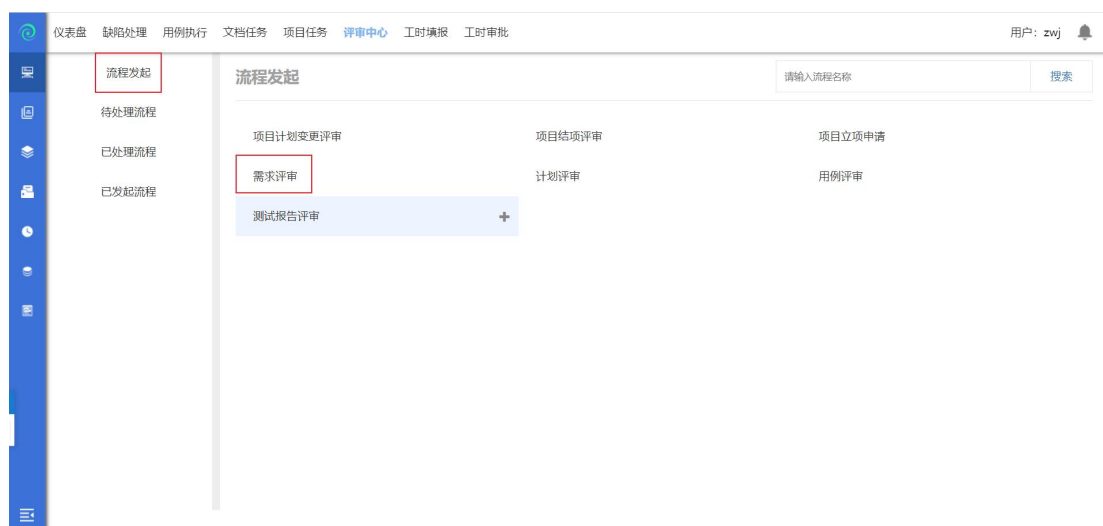 仪表盘 缺陷处理 用例执行 文档任务 项目任务 评审中心 工时填报 工时审批 用户：zwj
流程发起
待处理流程
已处理流程
已发起流程
流程发起 请输入流程名称 搜索
项目计划变更评审 项目结项评审 项目立项申请
需求评审 计划评审 用例评审
测试报告评审